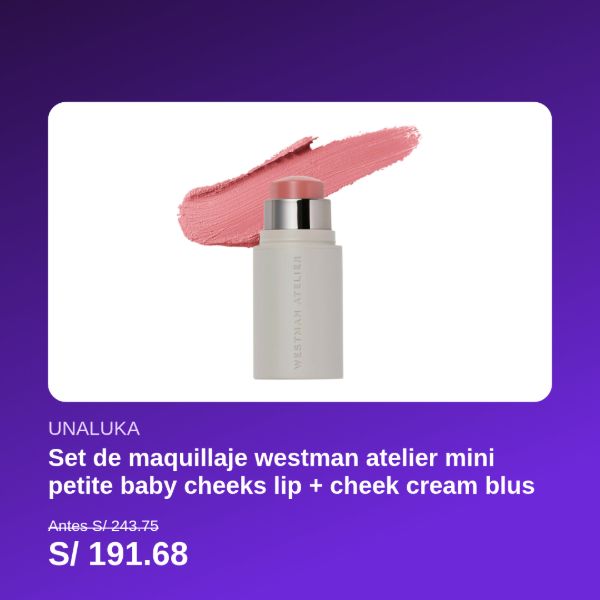 WESTMAN ATELIER
UNALUKA
Set de maquillaje westman atelier mini
petite baby cheeks lip + cheek cream blus
Antes S/ 243.75
S/ 191.68